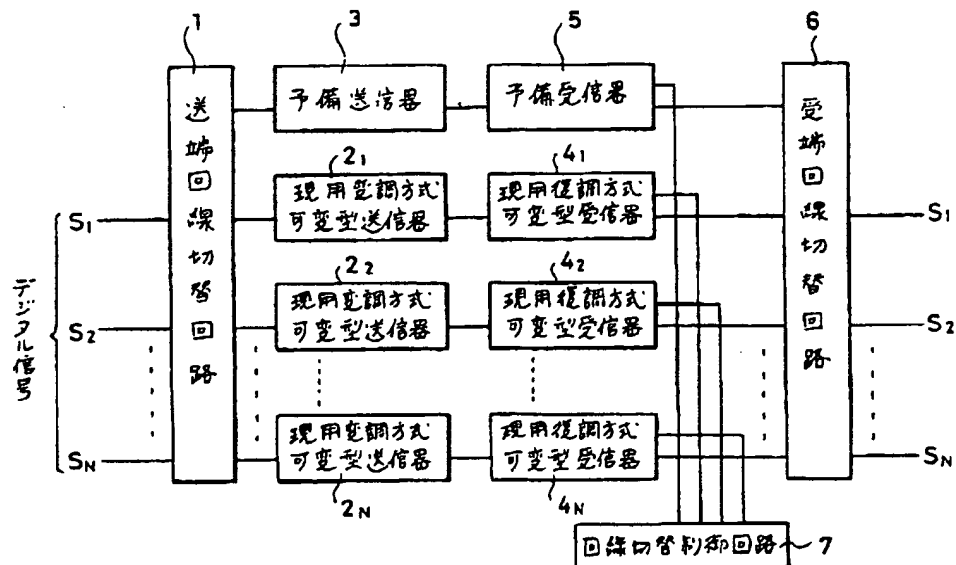 1
3
5
6
送端回線切替回路
予備送信器
予備受信器
受端回線切替回路
2₁
4₁
現用変調方式
可変型送信器
現用復調方式
可変型受信器
S₁
S₁
2₂
4₂
現用変調方式
可変型送信器
現用復調方式
可変型受信器
デジタル信号
S₂
S₂
現用変調方式
可変型送信器
現用復調方式
可変型受信器
S_N
S_N
2_N
4_N
回線切替制御回路
7